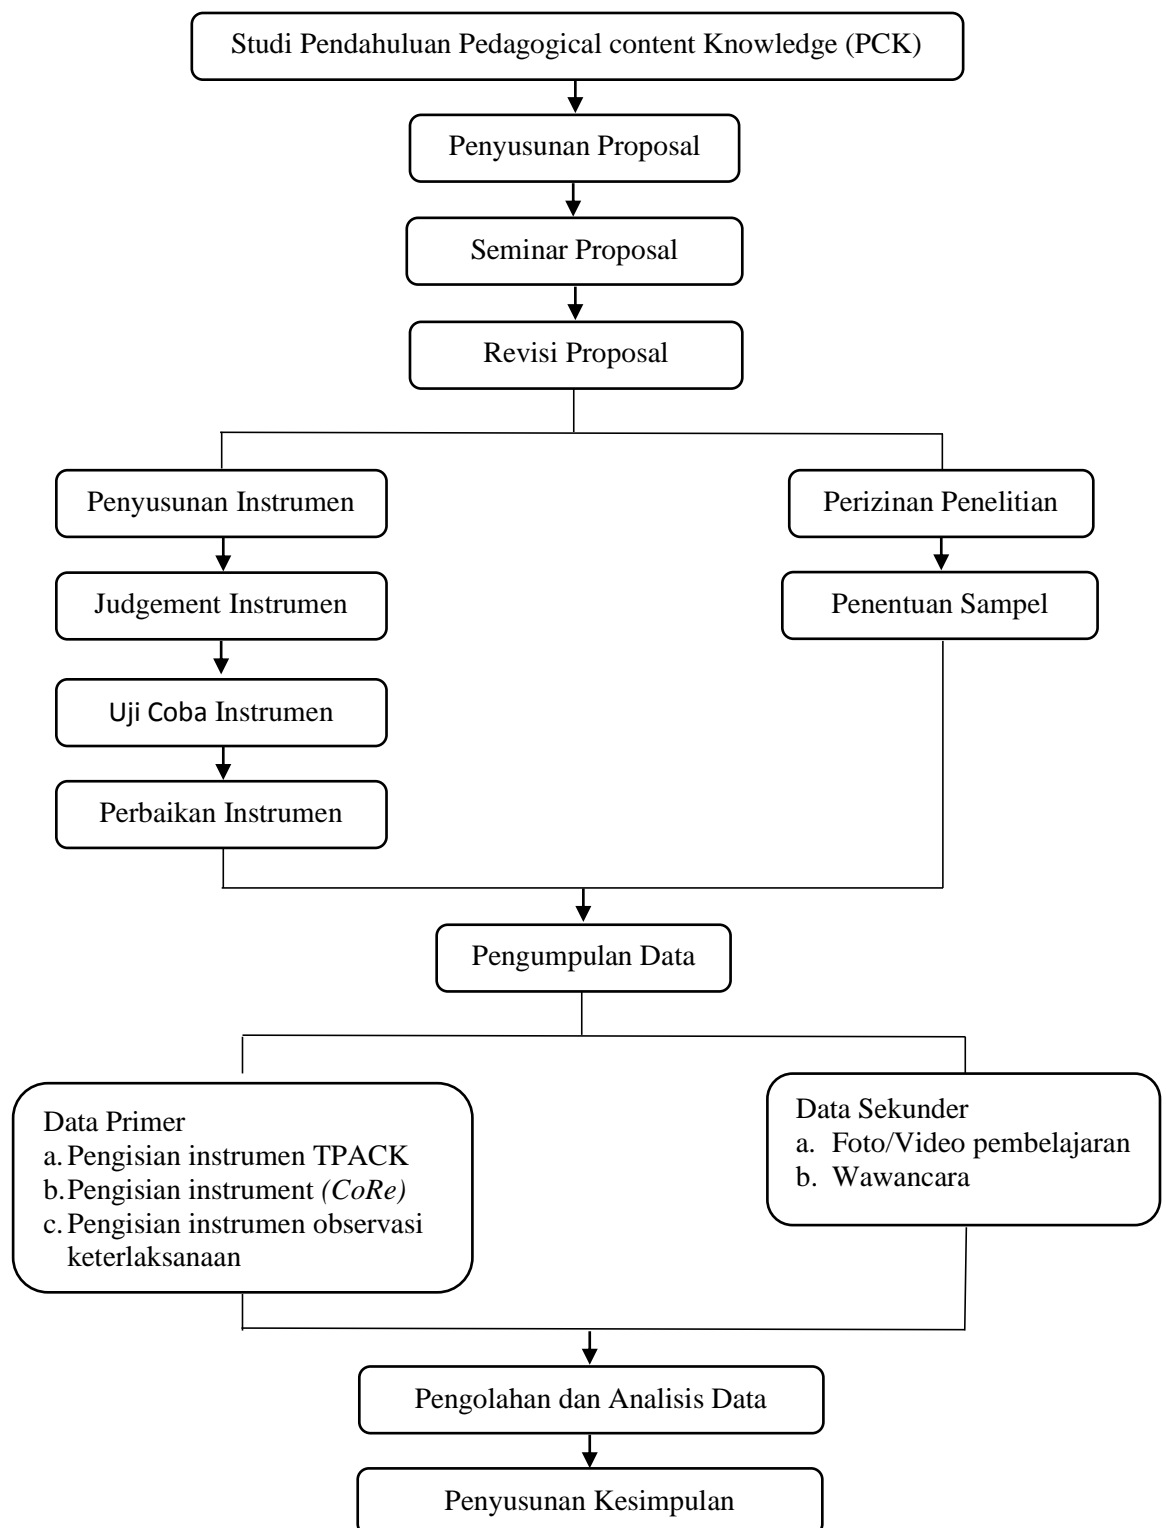 Studi Pendahuluan Pedagogical content Knowledge (PCK)
Penyusunan Proposal
Seminar Proposal
Revisi Proposal
Penyusunan Instrumen
Perizinan Penelitian
Judgement Instrumen
Penentuan Sampel
Uji Coba Instrumen
Perbaikan Instrumen
Pengumpulan Data
Data Primer
a. Pengisian instrumen TPACK
b. Pengisian instrument (CoRe)
c. Pengisian instrumen observasi
keterlaksanaan
Data Sekunder
a. Foto/Video pembelajaran
b. Wawancara
Pengolahan dan Analisis Data
Penyusunan Kesimpulan